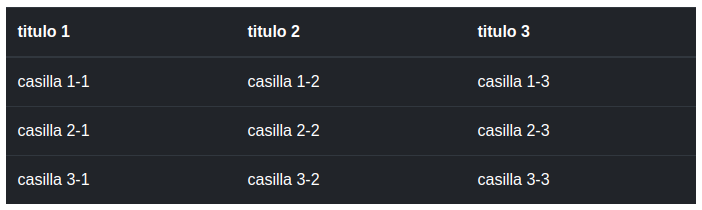 titulo 1 titulo 2 titulo 3
casilla 1-1 casilla 1-2 casilla 1-3
casilla 2-1 casilla 2-2 casilla 2-3
casilla 3-1 casilla 3-2 casilla 3-3